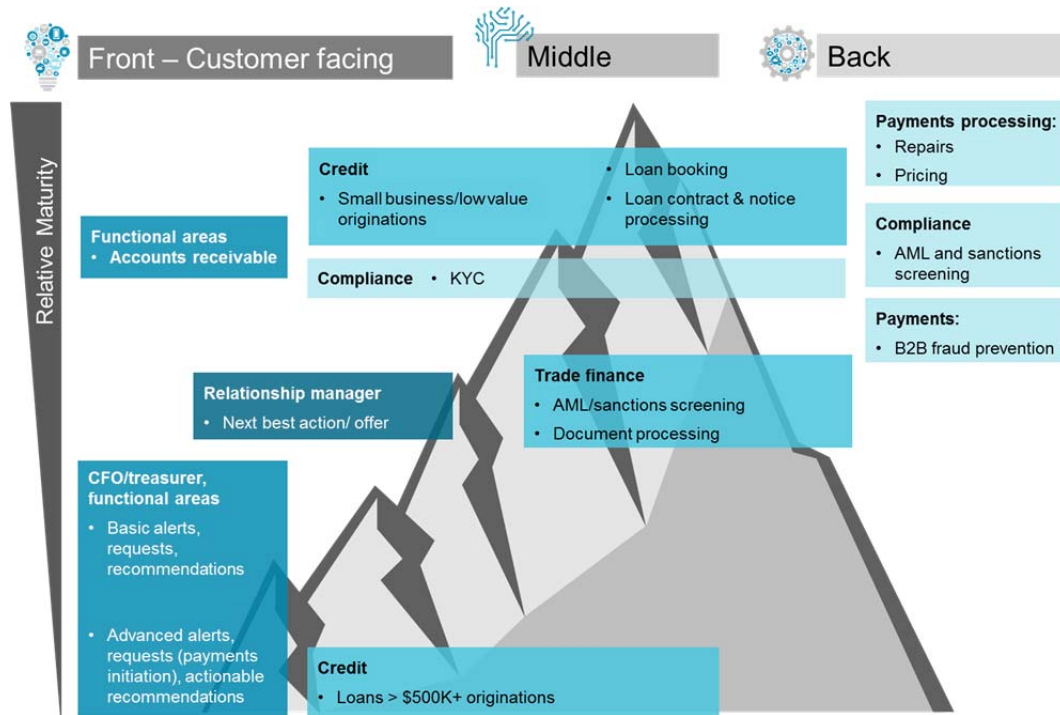 Front – Customer facing
Middle
Back
Relative Maturity
Payments processing:
• Repairs
• Pricing
Credit
• Small business/low value
originations
• Loan booking
• Loan contract & notice
processing
Functional areas
• Accounts receivable
Compliance • KYC
Compliance
• AML and sanctions
screening
Payments:
• B2B fraud prevention
Relationship manager
• Next best action/ offer
Trade finance
• AML/sanctions screening
• Document processing
CFO/treasurer,
functional areas
• Basic alerts,
requests,
recommendations
• Advanced alerts,
requests (payments
initiation), actionable
recommendations
Credit
• Loans > $500K+ originations